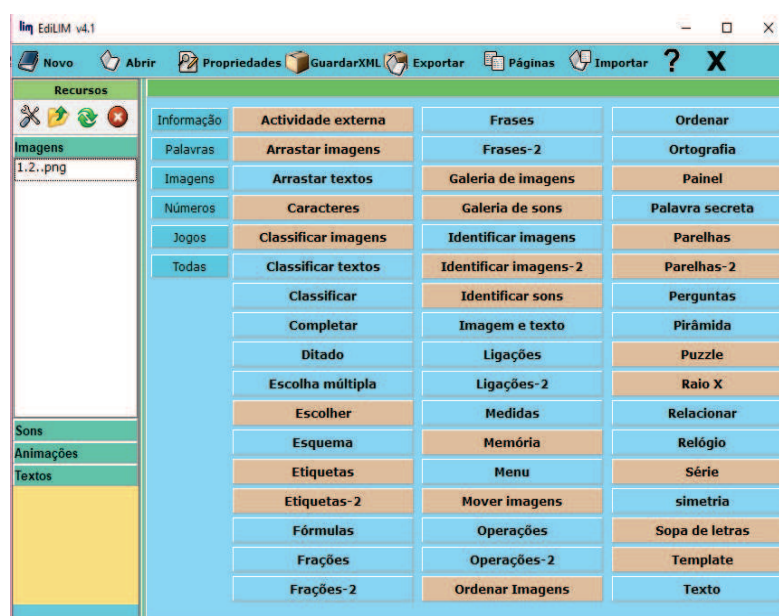 lim EdiLIM v4.1
Novo Abrir Propriedades GuardarXML Exportar Páginas Importar ? X
Recursos
Imagens
1.2..png
Sons
Animações
Textos
Informação
Palavras
Imagens
Números
Jogos
Todas
Actividade externa Frases Ordenar
Arrastar imagens Frases-2 Ortografia
Arrastar textos Galeria de imagens Painel
Caracteres Galeria de sons Palavra secreta
Classificar imagens Identificar imagens Parelhas
Classificar textos Identificar imagens-2 Parelhas-2
Classificar Identificar sons Perguntas
Completar Imagem e texto Pirâmida
Ditado Ligações Puzzle
Escolha múltipla Ligações-2 Raio X
Escolher Medidas Relacionar
Esquema Memória Relógio
Etiquetas Menu Série
Etiquetas-2 Mover imagens simetria
Fórmulas Operações Sopa de letras
Frações Operações-2 Template
Frações-2 Ordenar Imagens Texto